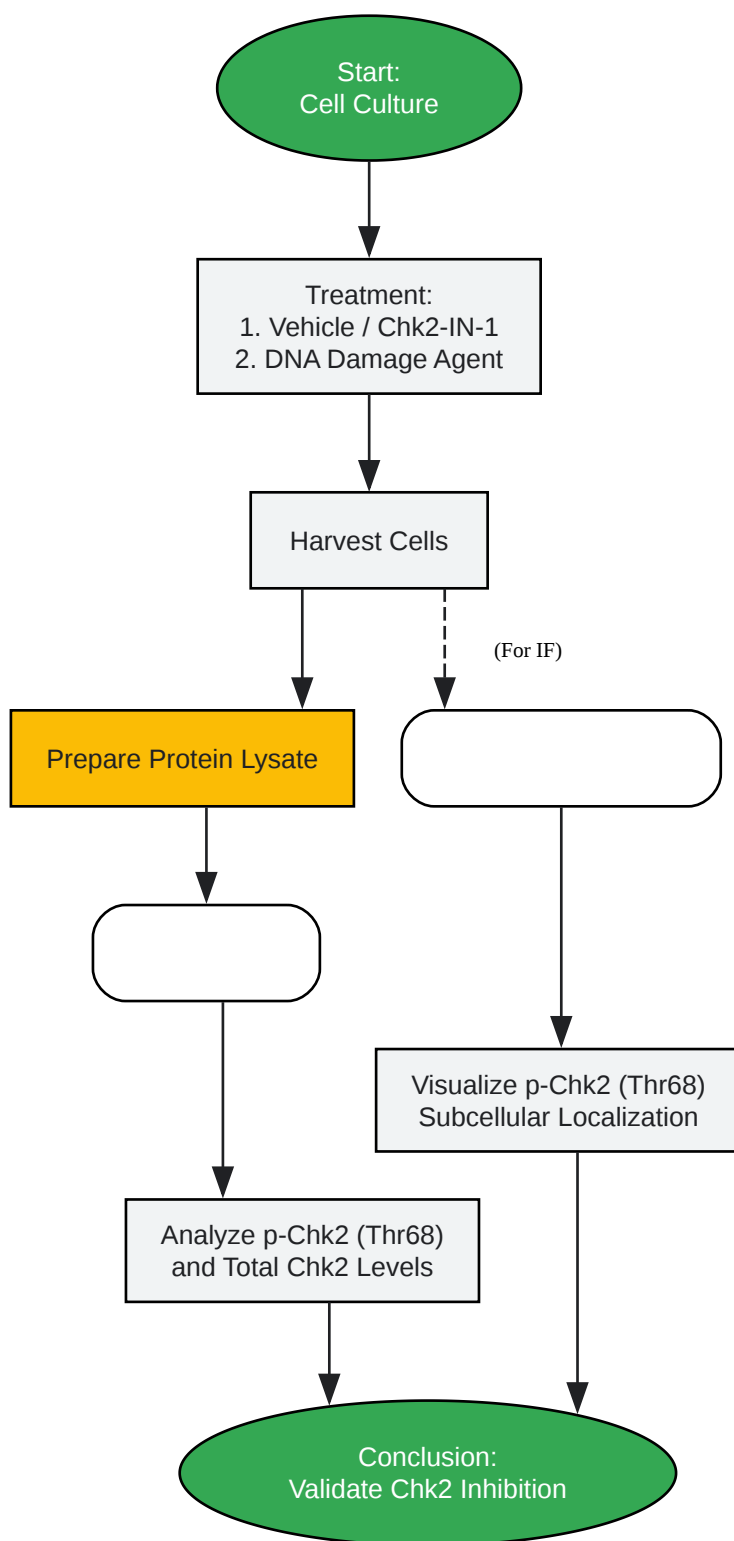 Start:
Cell Culture
Treatment:
1. Vehicle / Chk2-IN-1
2. DNA Damage Agent
Harvest Cells
(For IF)
Prepare Protein Lysate
Visualize p-Chk2 (Thr68)
Subcellular Localization
Analyze p-Chk2 (Thr68)
and Total Chk2 Levels
Conclusion:
Validate Chk2 Inhibition